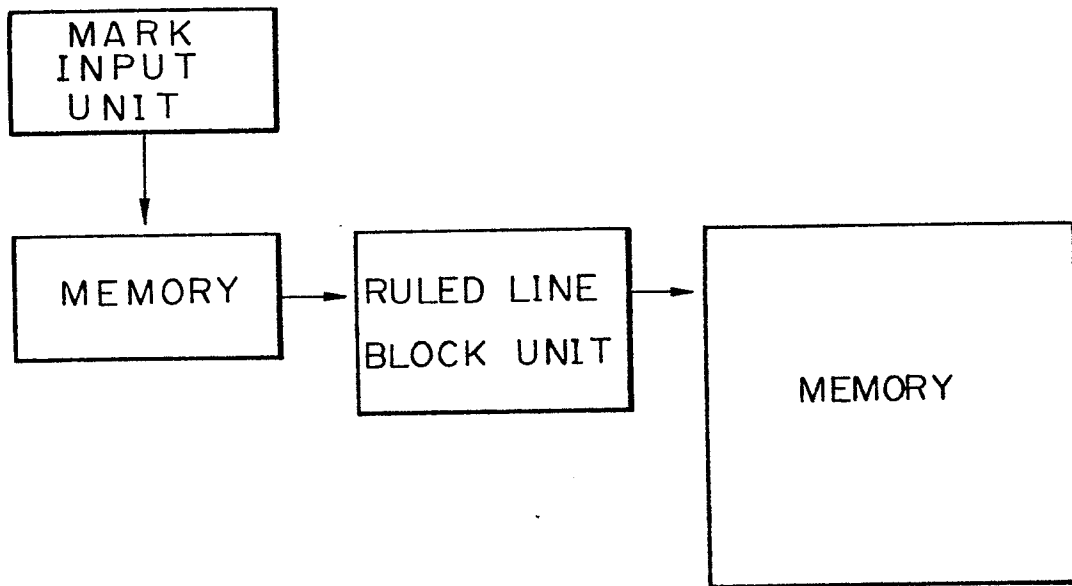 MARK
INPUT
UNIT
MEMORY
RULED LINE
BLOCK UNIT
MEMORY